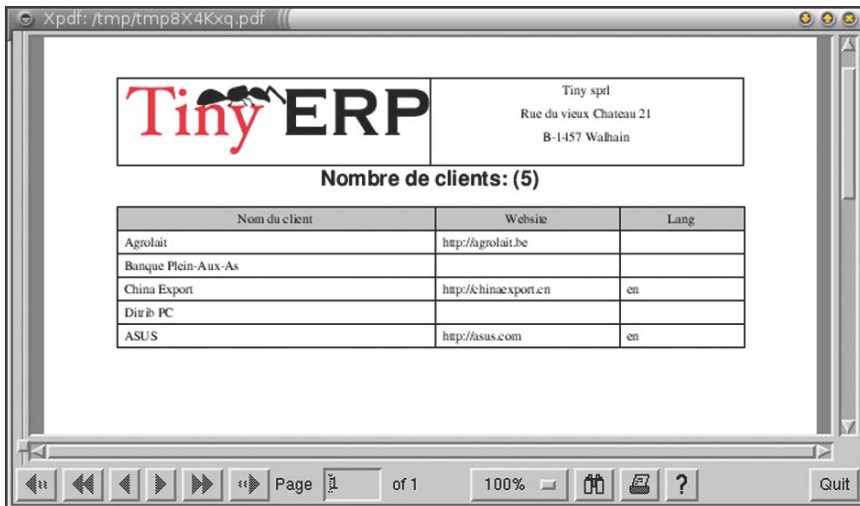 Xpdf: /tmp/tmp8X4Kxq.pdf
Tiny ERP
Tiny sprl
Rue du vieux Chateau 21
B-1457 Walhain
Nombre de clients: (5)
Nom du client Website Lang
Agrolait http://agrolait.be
Banque Plein-Aux-As
China Export http://chinaexport.cn en
Ditrib PC
ASUS http://asus.com en
Page 1 of 1 100% ? Quit